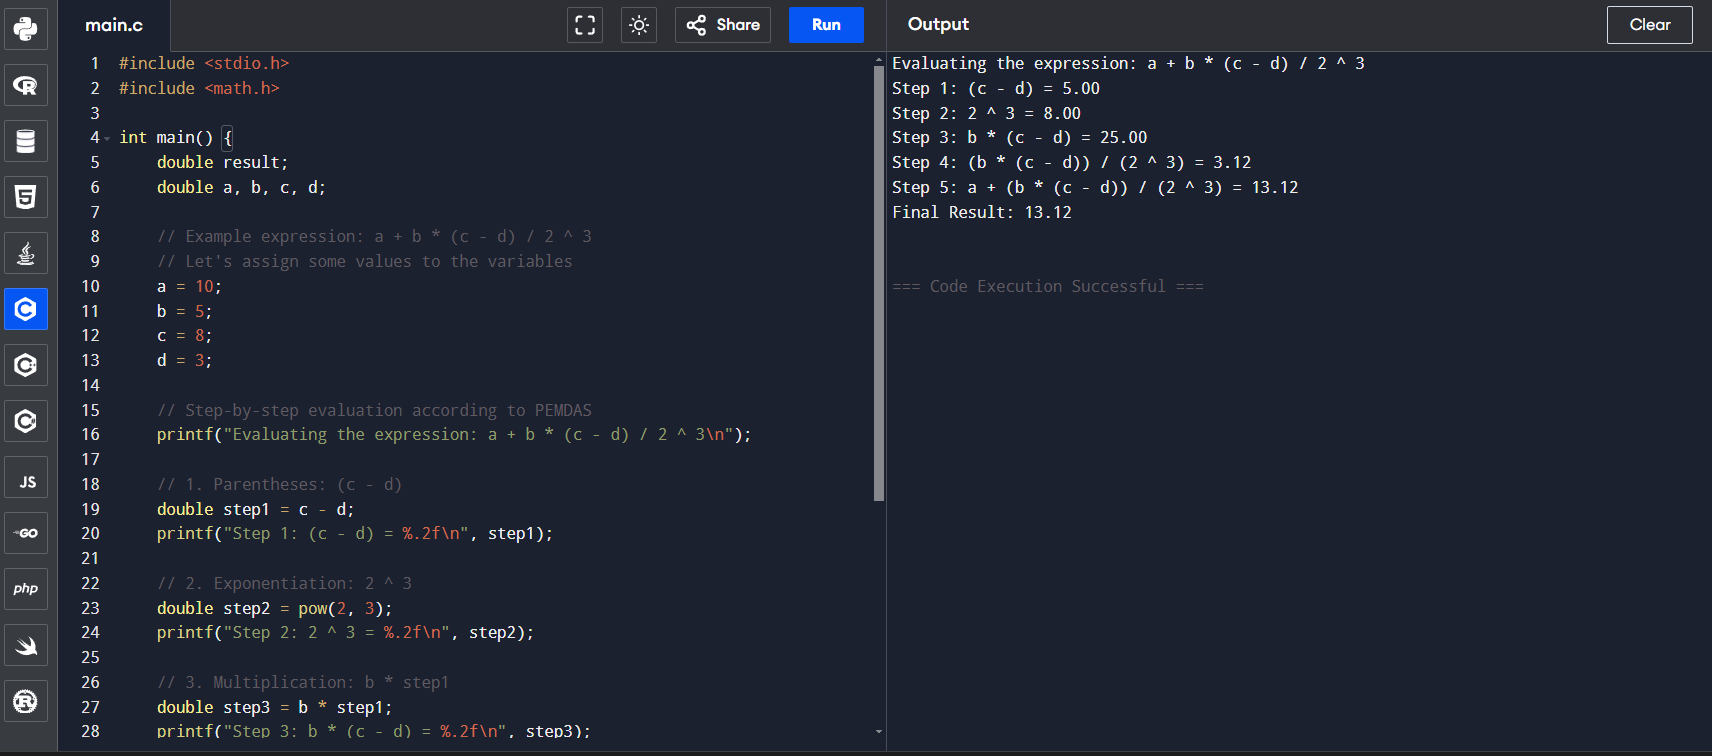 main.c
Share
Run
Output
Clear
1 #include <stdio.h>
2 #include <math.h>
3
4 int main() {
5     double result;
6     double a, b, c, d;
7
8     // Example expression: a + b * (c - d) / 2 ^ 3
9     // Let's assign some values to the variables
10     a = 10;
11     b = 5;
12     c = 8;
13     d = 3;
14
15     // Step-by-step evaluation according to PEMDAS
16     printf("Evaluating the expression: a + b * (c - d) / 2 ^ 3\n");
17
18     // 1. Parentheses: (c - d)
19     double step1 = c - d;
20     printf("Step 1: (c - d) = %.2f\n", step1);
21
22     // 2. Exponentiation: 2 ^ 3
23     double step2 = pow(2, 3);
24     printf("Step 2: 2 ^ 3 = %.2f\n", step2);
25
26     // 3. Multiplication: b * step1
27     double step3 = b * step1;
28     printf("Step 3: b * (c - d) = %.2f\n", step3);
Evaluating the expression: a + b * (c - d) / 2 ^ 3
Step 1: (c - d) = 5.00
Step 2: 2 ^ 3 = 8.00
Step 3: b * (c - d) = 25.00
Step 4: (b * (c - d)) / (2 ^ 3) = 3.12
Step 5: a + (b * (c - d)) / (2 ^ 3) = 13.12
Final Result: 13.12
=== Code Execution Successful ===
R
5
C
C
C
JS
GO
php
R